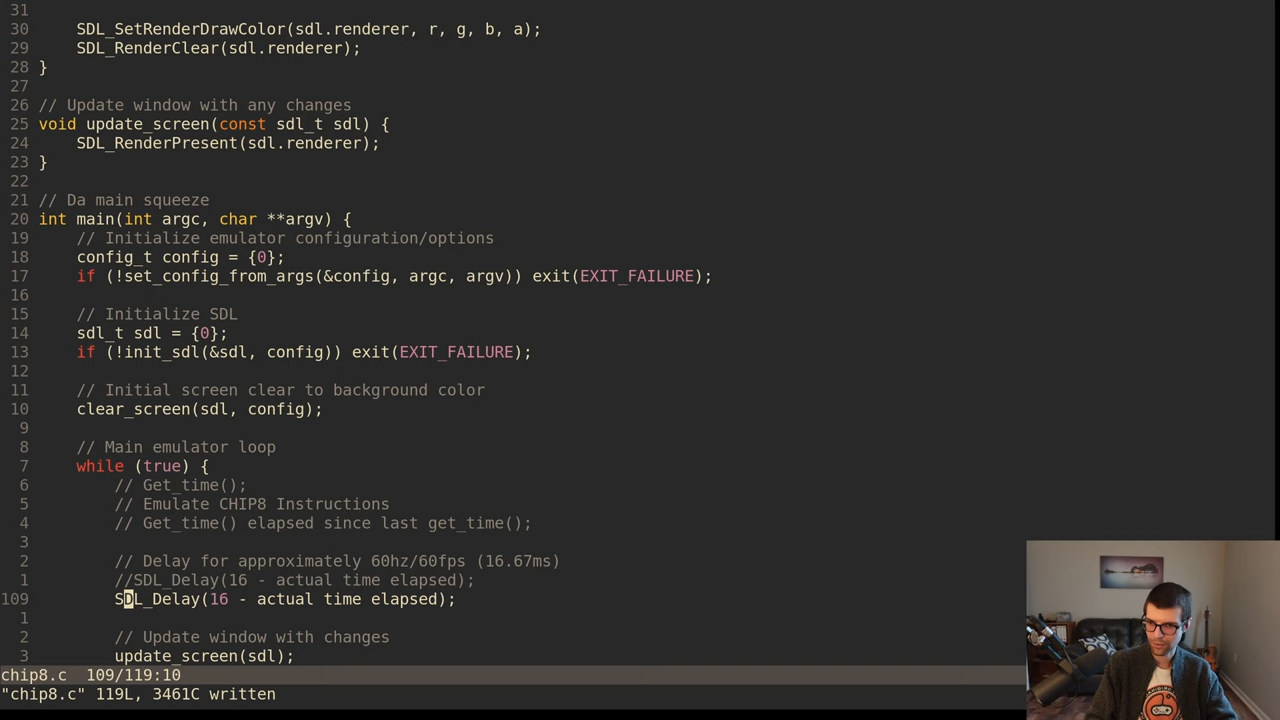 31
30     SDL_SetRenderDrawColor(sdl.renderer, r, g, b, a);
29     SDL_RenderClear(sdl.renderer);
28 }
27
26 // Update window with any changes
25 void update_screen(const sdl_t sdl) {
24     SDL_RenderPresent(sdl.renderer);
23 }
22
21 // Da main squeeze
20 int main(int argc, char **argv) {
19     // Initialize emulator configuration/options
18     config_t config = {0};
17     if (!set_config_from_args(&config, argc, argv)) exit(EXIT_FAILURE);
16
15     // Initialize SDL
14     sdl_t sdl = {0};
13     if (!init_sdl(&sdl, config)) exit(EXIT_FAILURE);
12
11     // Initial screen clear to background color
10     clear_screen(sdl, config);
9
8     // Main emulator loop
7     while (true) {
6         // Get_time();
5         // Emulate CHIP8 Instructions
4         // Get_time() elapsed since last get_time();
3
2         // Delay for approximately 60hz/60fps (16.67ms)
1         //SDL_Delay(16 - actual time elapsed);
109         SDL_Delay(16 - actual time elapsed);
1
2         // Update window with changes
3         update_screen(sdl);
chip8.c  109/119:10
"chip8.c" 119L, 3461C written